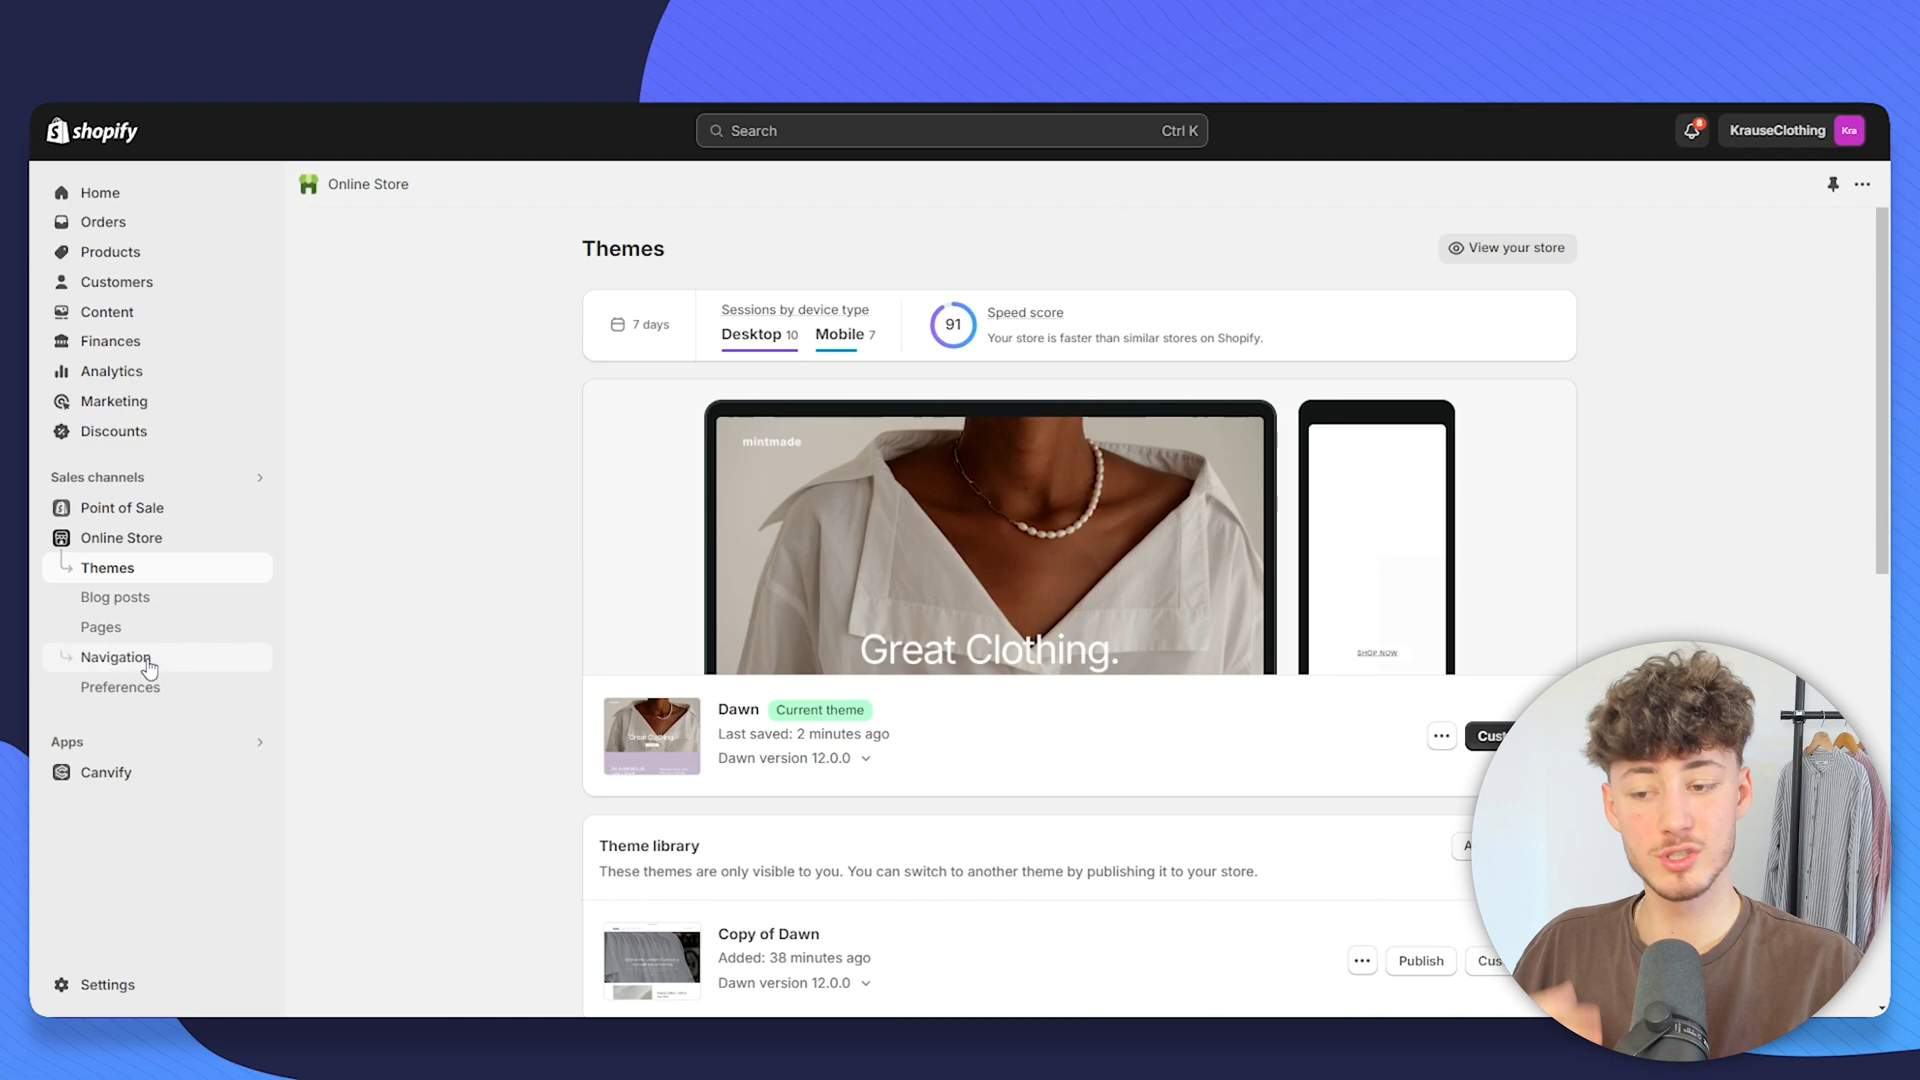 shopify
Search
Ctrl K
8
KrauseClothing
Kra
Home
Orders
Products
Customers
Content
Finances
Analytics
Marketing
Discounts
Sales channels
Point of Sale
Online Store
Themes
Blog posts
Pages
Navigation
Preferences
Apps
Canvify
Settings
Online Store
Themes
View your store
7 days
Sessions by device type
Desktop 10
Mobile 7
91
Speed score
Your store is faster than similar stores on Shopify.
mintmade
Great Clothing.
SHOP NOW
Great Clothing.
Dawn
Current theme
Last saved: 2 minutes ago
Dawn version 12.0.0
Cust
Theme library
A
These themes are only visible to you. You can switch to another theme by publishing it to your store.
Copy of Dawn
Added: 38 minutes ago
Dawn version 12.0.0
Publish
Cus